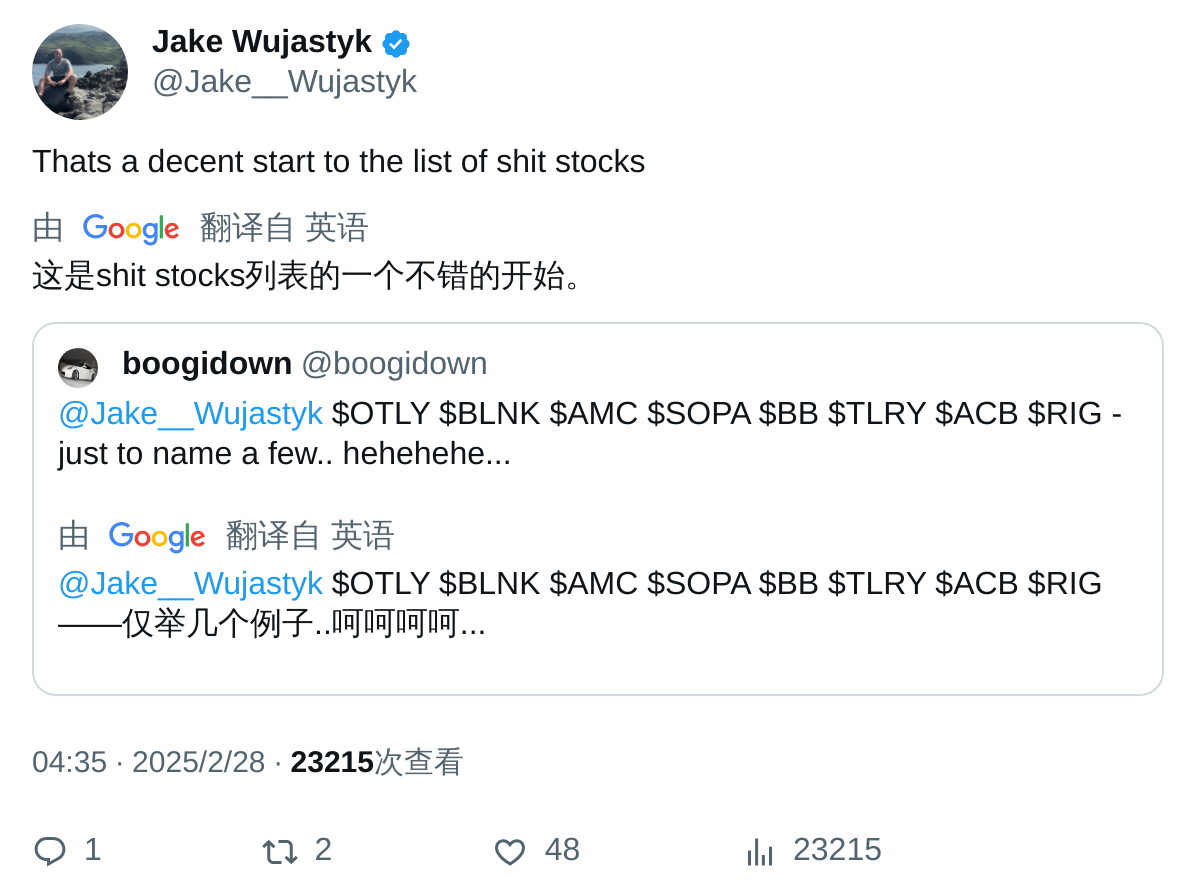 Jake Wujastyk
@Jake__Wujastyk
Thats a decent start to the list of shit stocks
由 Google 翻译自 英语
这是shit stocks列表的一个不错的开始。
boogidown @boogidown
@Jake__Wujastyk $OTLY $BLNK $AMC $SOPA $BB $TLRY $ACB $RIG -
just to name a few.. hehehehe...
由 Google 翻译自 英语
@Jake__Wujastyk $OTLY $BLNK $AMC $SOPA $BB $TLRY $ACB $RIG
——仅举几个例子..呵呵呵呵...
04:35 · 2025/2/28 · 23215次查看
1 2 48 23215